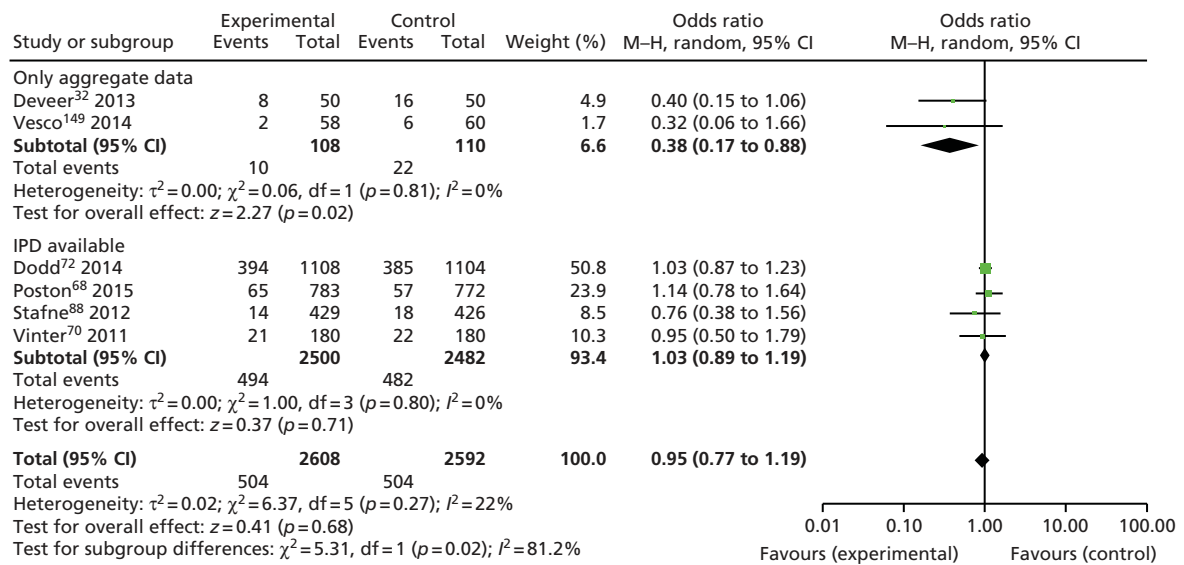 Experimental Control Odds ratio Odds ratio
Study or subgroup Events Total Events Total Weight (%) M–H, random, 95% CI M–H, random, 95% CI
Only aggregate data
Deveer³² 2013 8 50 16 50 4.9 0.40 (0.15 to 1.06)
Vesco¹⁴⁹ 2014 2 58 6 60 1.7 0.32 (0.06 to 1.66)
Subtotal (95% CI) 108 110 6.6 0.38 (0.17 to 0.88)
Total events 10 22
Heterogeneity: τ²=0.00; χ²=0.06, df=1 (p=0.81); I²=0%
Test for overall effect: z=2.27 (p=0.02)
IPD available
Dodd⁷² 2014 394 1108 385 1104 50.8 1.03 (0.87 to 1.23)
Poston⁶⁸ 2015 65 783 57 772 23.9 1.14 (0.78 to 1.64)
Stafne⁸⁸ 2012 14 429 18 426 8.5 0.76 (0.38 to 1.56)
Vinter⁷⁰ 2011 21 180 22 180 10.3 0.95 (0.50 to 1.79)
Subtotal (95% CI) 2500 2482 93.4 1.03 (0.89 to 1.19)
Total events 494 482
Heterogeneity: τ²=0.00; χ²=1.00, df=3 (p=0.80); I²=0%
Test for overall effect: z=0.37 (p=0.71)
Total (95% CI) 2608 2592 100.0 0.95 (0.77 to 1.19)
Total events 504 504
Heterogeneity: τ²=0.02; χ²=6.37, df=5 (p=0.27); I²=22%
Test for overall effect: z=0.41 (p=0.68)
Test for subgroup differences: χ²=5.31, df=1 (p=0.02); I²=81.2%
0.01 0.10 1.00 10.00 100.00
Favours (experimental) Favours (control)